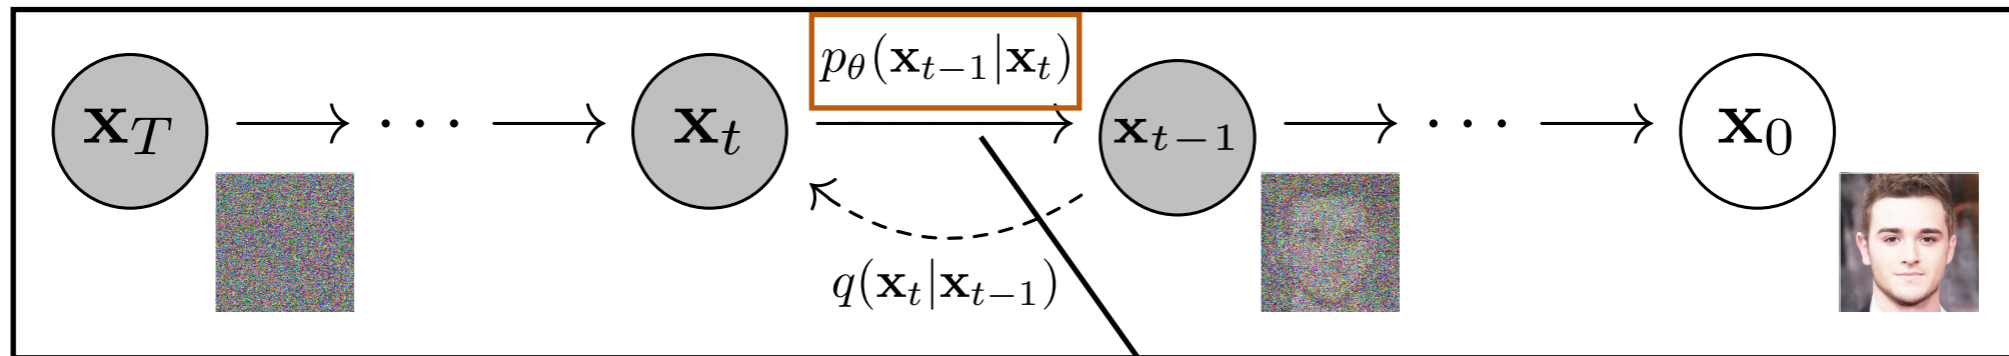 p_θ(x_{t−1}|x_t)
x_T → ··· → x_t → x_{t−1} → ··· → x_0
q(x_t|x_{t−1})